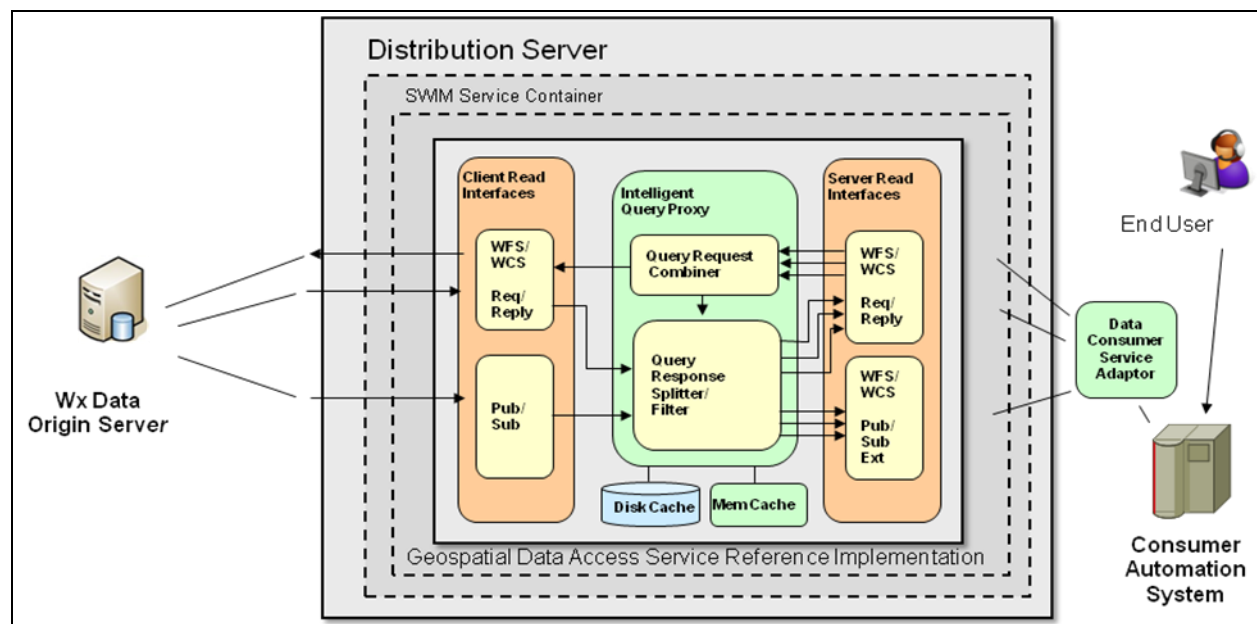 Distribution Server
SWIM Service Container
Client Read
Interfaces
WFS/
WCS
Req/
Reply
Pub/
Sub
Intelligent
Query Proxy
Query Request
Combiner
Query
Response
Splitter/
Filter
Disk Cache
Mem Cache
Server Read
Interfaces
WFS/
WCS
Req/
Reply
WFS/
WCS
Pub/
Sub
Ext
Geospatial Data Access Service Reference Implementation
Wx Data
Origin Server
End User
Data
Consumer
Service
Adaptor
Consumer
Automation
System